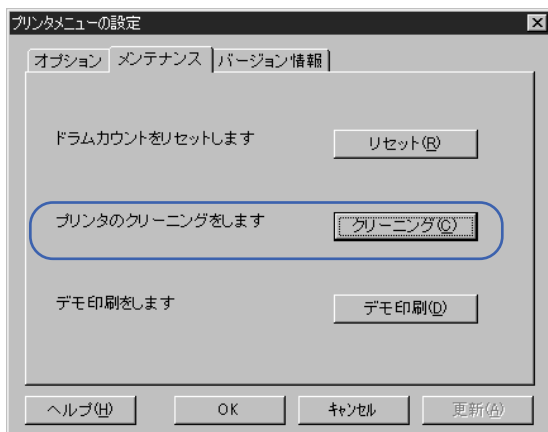 プリンタメニューの設定
オプション メンテナンス バージョン情報
ドラムカウントをリセットします リセット(R)
プリンタのクリーニングをします クリーニング(C)
デモ印刷をします デモ印刷(D)
ヘルプ(H) OK キャンセル 更新(A)